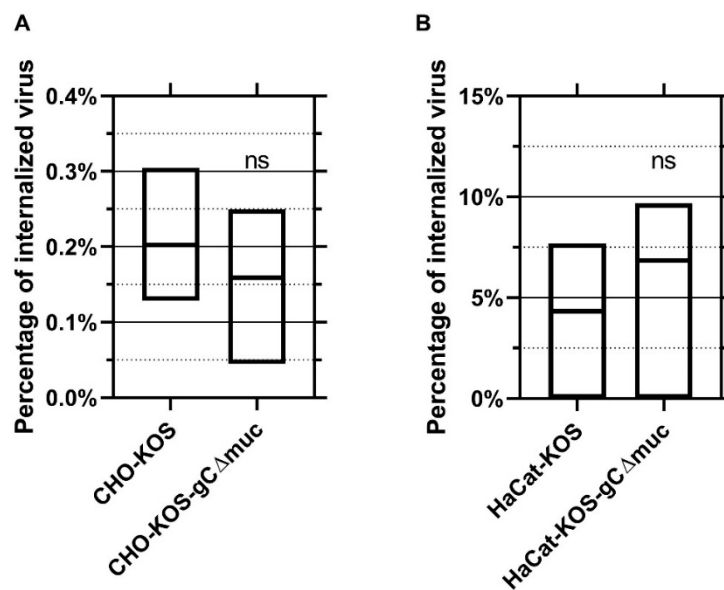 A
Percentage of internalized virus
0.4%
0.3%
0.2%
0.1%
0.0%
ns
CHO-KOS
CHO-KOS-gCΔmuc
B
Percentage of internalized virus
15%
10%
5%
0%
ns
HaCat-KOS
HaCat-KOS-gCΔmuc